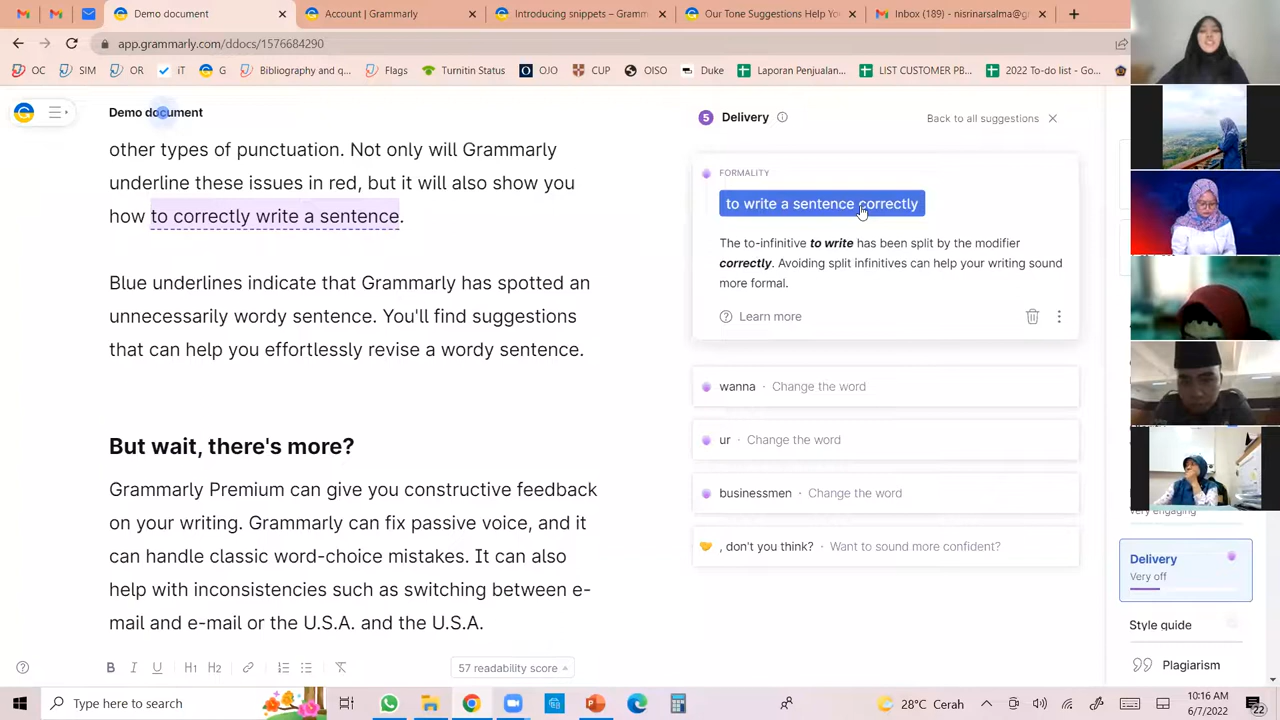 Demo document
Account | Grammarly
Introducing snippets – Gramm
Our Tone Suggestions Help Yo
Inbox (189) - nisrinarsalma@g
app.grammarly.com/ddocs/1576684290
OC
SIM
OR
iT
G
Bibliography and q...
Flags
Turnitin Status
OJO
CUP
OISO
Duke
Laporan Penjualan...
LIST CUSTOMER RE...
2022 To-do list - Go...
Demo document
other types of punctuation. Not only will Grammarly
underline these issues in red, but it will also show you
how to correctly write a sentence.
Blue underlines indicate that Grammarly has spotted an
unnecessarily wordy sentence. You'll find suggestions
that can help you effortlessly revise a wordy sentence.
But wait, there's more?
Grammarly Premium can give you constructive feedback
on your writing. Grammarly can fix passive voice, and it
can handle classic word-choice mistakes. It can also
help with inconsistencies such as switching between e-
mail and e-mail or the U.S.A. and the U.S.A.
B I U H1 H2
57 readability score
5 Delivery
Back to all suggestions
FORMALITY
to write a sentence correctly
The to-infinitive to write has been split by the modifier
correctly. Avoiding split infinitives can help your writing sound
more formal.
Learn more
wanna · Change the word
ur · Change the word
businessmen · Change the word
, don't you think? · Want to sound more confident?
Very engaging
Delivery
Very off
Style guide
Plagiarism
Type here to search
28°C Cerah
10:16 AM
6/7/2022
22